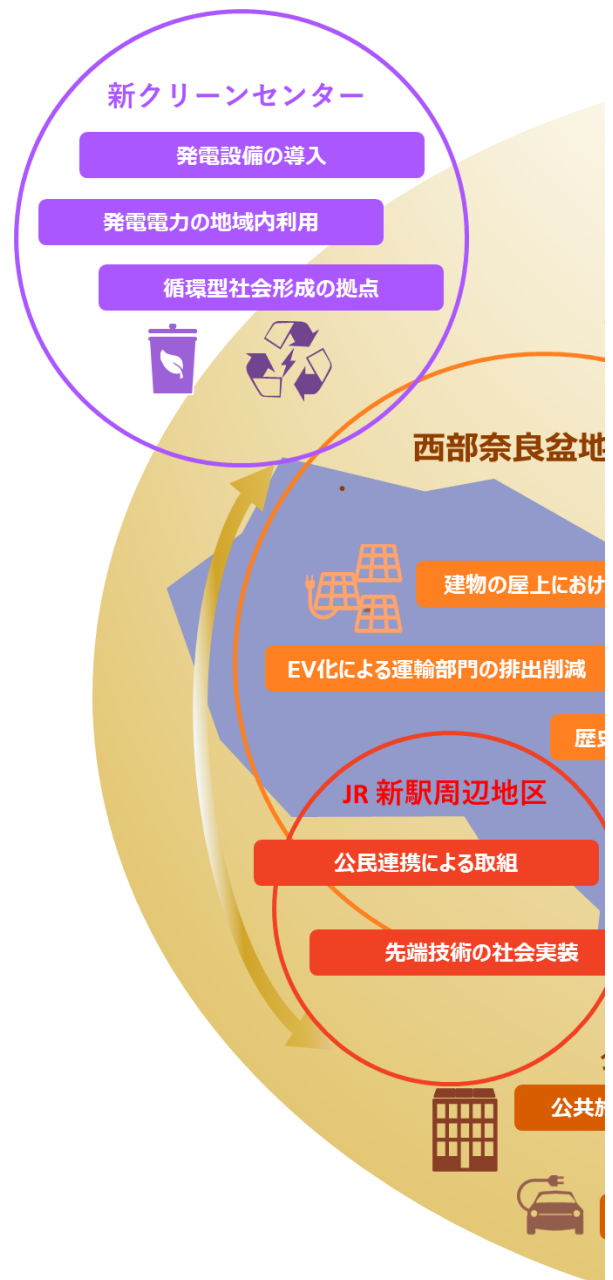 新クリーンセンター
発電設備の導入
発電電力の地域内利用
循環型社会形成の拠点
西部奈良盆地
建物の屋上におけ
EV化による運輸部門の排出削減
歴史
JR 新駅周辺地区
公民連携による取組
先端技術の社会実装
公共施